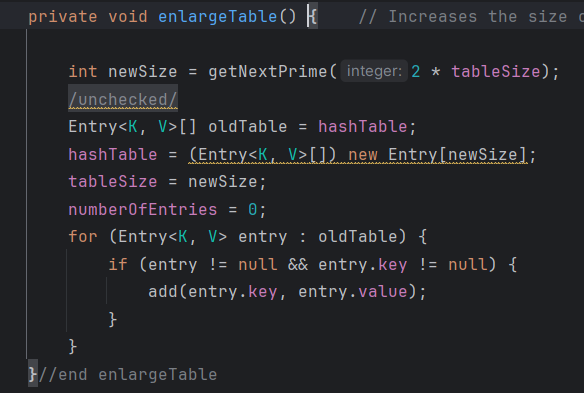 private void enlargeTable() {    // Increases the size o
int newSize = getNextPrime( integer: 2 * tableSize);
/unchecked/
Entry<K, V>[] oldTable = hashTable;
hashTable = (Entry<K, V>[]) new Entry[newSize];
tableSize = newSize;
numberOfEntries = 0;
for (Entry<K, V> entry : oldTable) {
if (entry != null && entry.key != null) {
add(entry.key, entry.value);
}
}
}//end enlargeTable